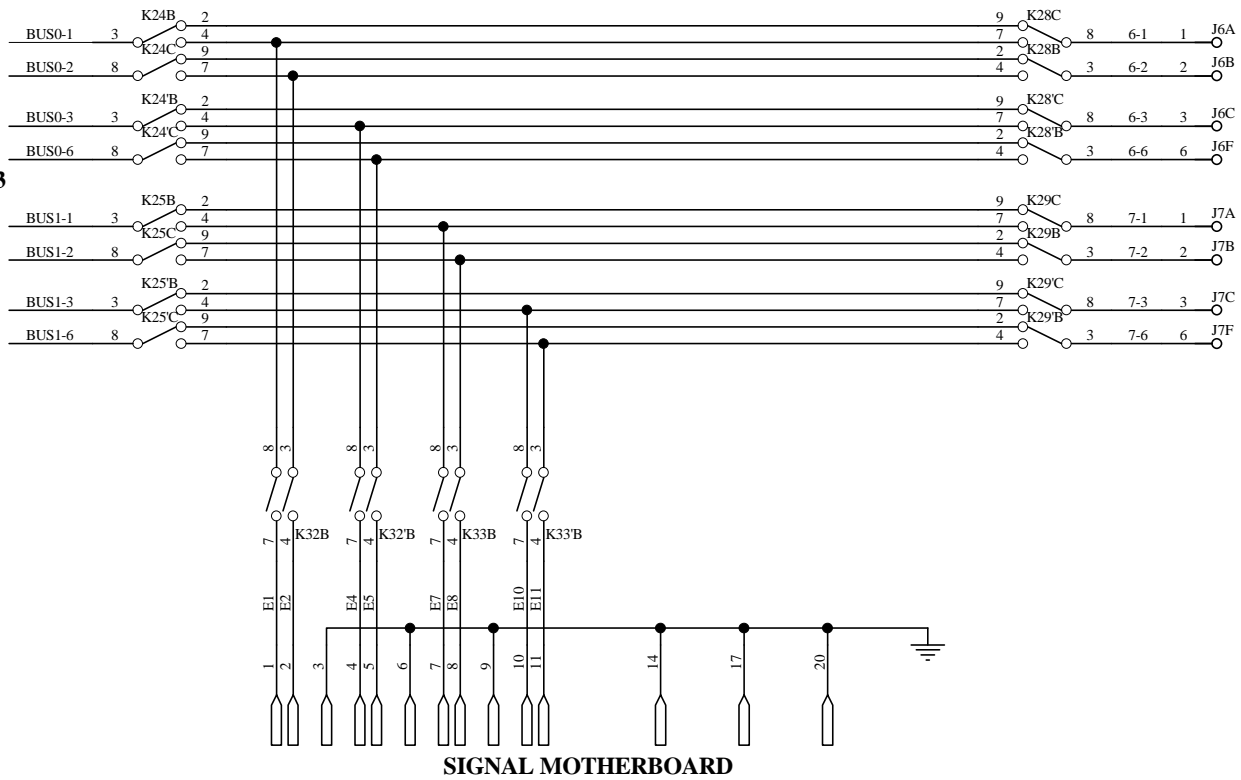 K24B 2 9 K28C
BUS0-1 3 4 7 8 6-1 1 J6A
K24C 9 2 K28B
BUS0-2 8 7 4 3 6-2 2 J6B
K24'B 2 9 K28'C
BUS0-3 3 4 7 8 6-3 3 J6C
K24'C 9 2 K28'B
BUS0-6 8 7 4 3 6-6 6 J6F
3
K25B 2 9 K29C
BUS1-1 3 4 7 8 7-1 1 J7A
K25C 9 2 K29B
BUS1-2 8 7 4 3 7-2 2 J7B
K25'B 2 9 K29'C
BUS1-3 3 4 7 8 7-3 3 J7C
K25'C 9 2 K29'B
BUS1-6 8 7 4 3 7-6 6 J7F
8 3 8 3 8 3 8 3
7 4 K32B 7 4 K32'B 7 4 K33B 7 4 K33'B
E1 E2 E4 E5 E7 E8 E10 E11
1 2 3 4 5 6 7 8 9 10 11 14 17 20
SIGNAL MOTHERBOARD